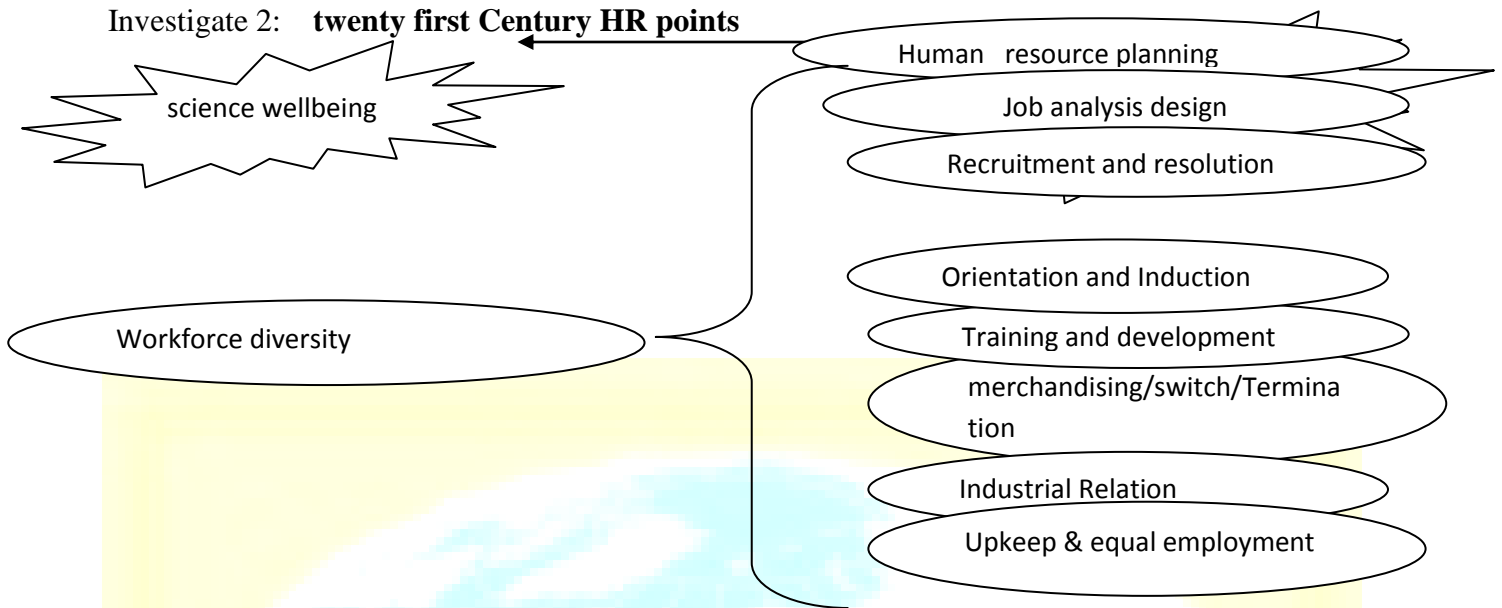 Investigate 2: twenty first Century HR points
science wellbeing
Human resource planning
Job analysis design
Recruitment and resolution
Workforce diversity
Orientation and Induction
Training and development
merchandising/switch/Termina
tion
Industrial Relation
Upkeep & equal employment